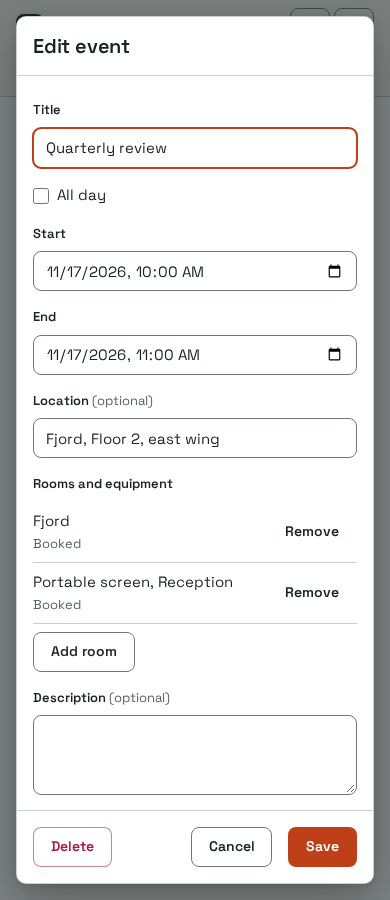 Edit event
Title
Quarterly review
All day
Start
11/17/2026, 10:00 AM
End
11/17/2026, 11:00 AM
Location (optional)
Fjord, Floor 2, east wing
Rooms and equipment
Fjord
Booked
Remove
Portable screen, Reception
Booked
Remove
Add room
Description (optional)
Delete
Cancel
Save